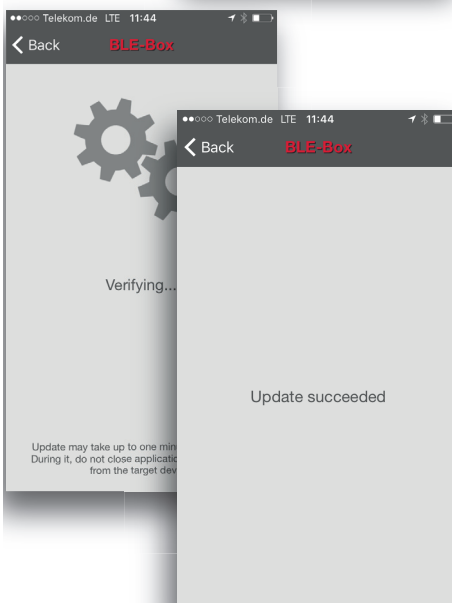 ●●○○○ Telekom.de LTE 11:44
Back BLE-Box
Verifying...
Update may take up to one min
During it, do not close applicatio
from the target dev
●●○○○ Telekom.de LTE 11:44
Back BLE-Box
Update succeeded